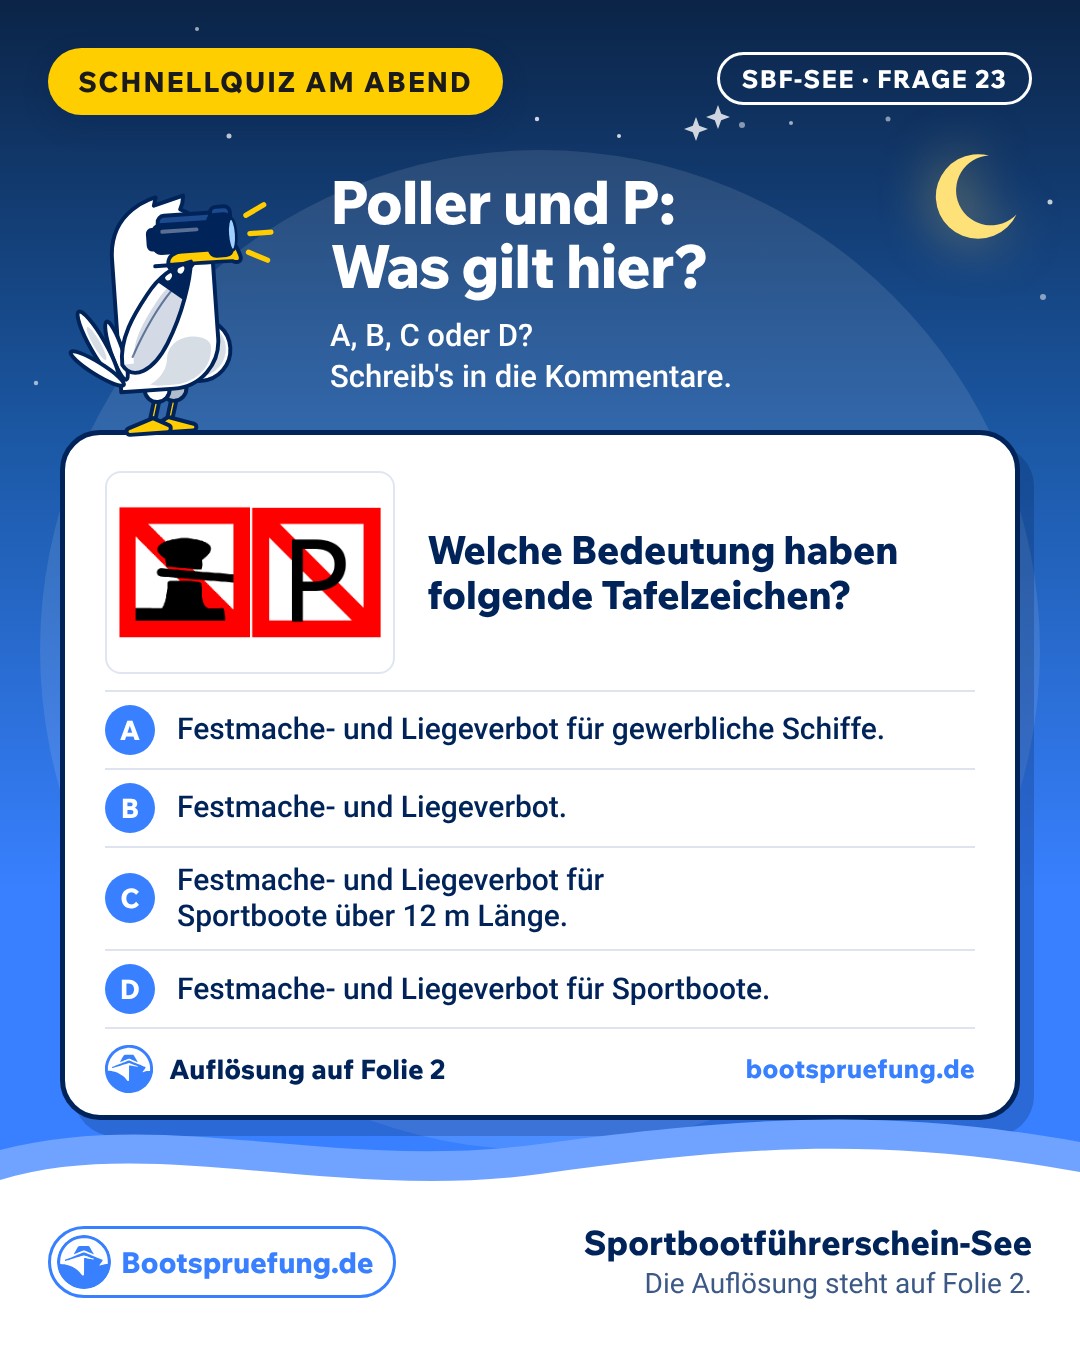 SCHNELLQUIZ AM ABEND
SBF-SEE · FRAGE 23
Poller und P:
Was gilt hier?
A, B, C oder D?
Schreib's in die Kommentare.
P
Welche Bedeutung haben
folgende Tafelzeichen?
A Festmache- und Liegeverbot für gewerbliche Schiffe.
B Festmache- und Liegeverbot.
C Festmache- und Liegeverbot für
Sportboote über 12 m Länge.
D Festmache- und Liegeverbot für Sportboote.
Auflösung auf Folie 2
bootspruefung.de
Bootspruefung.de
Sportbootführerschein-See
Die Auflösung steht auf Folie 2.